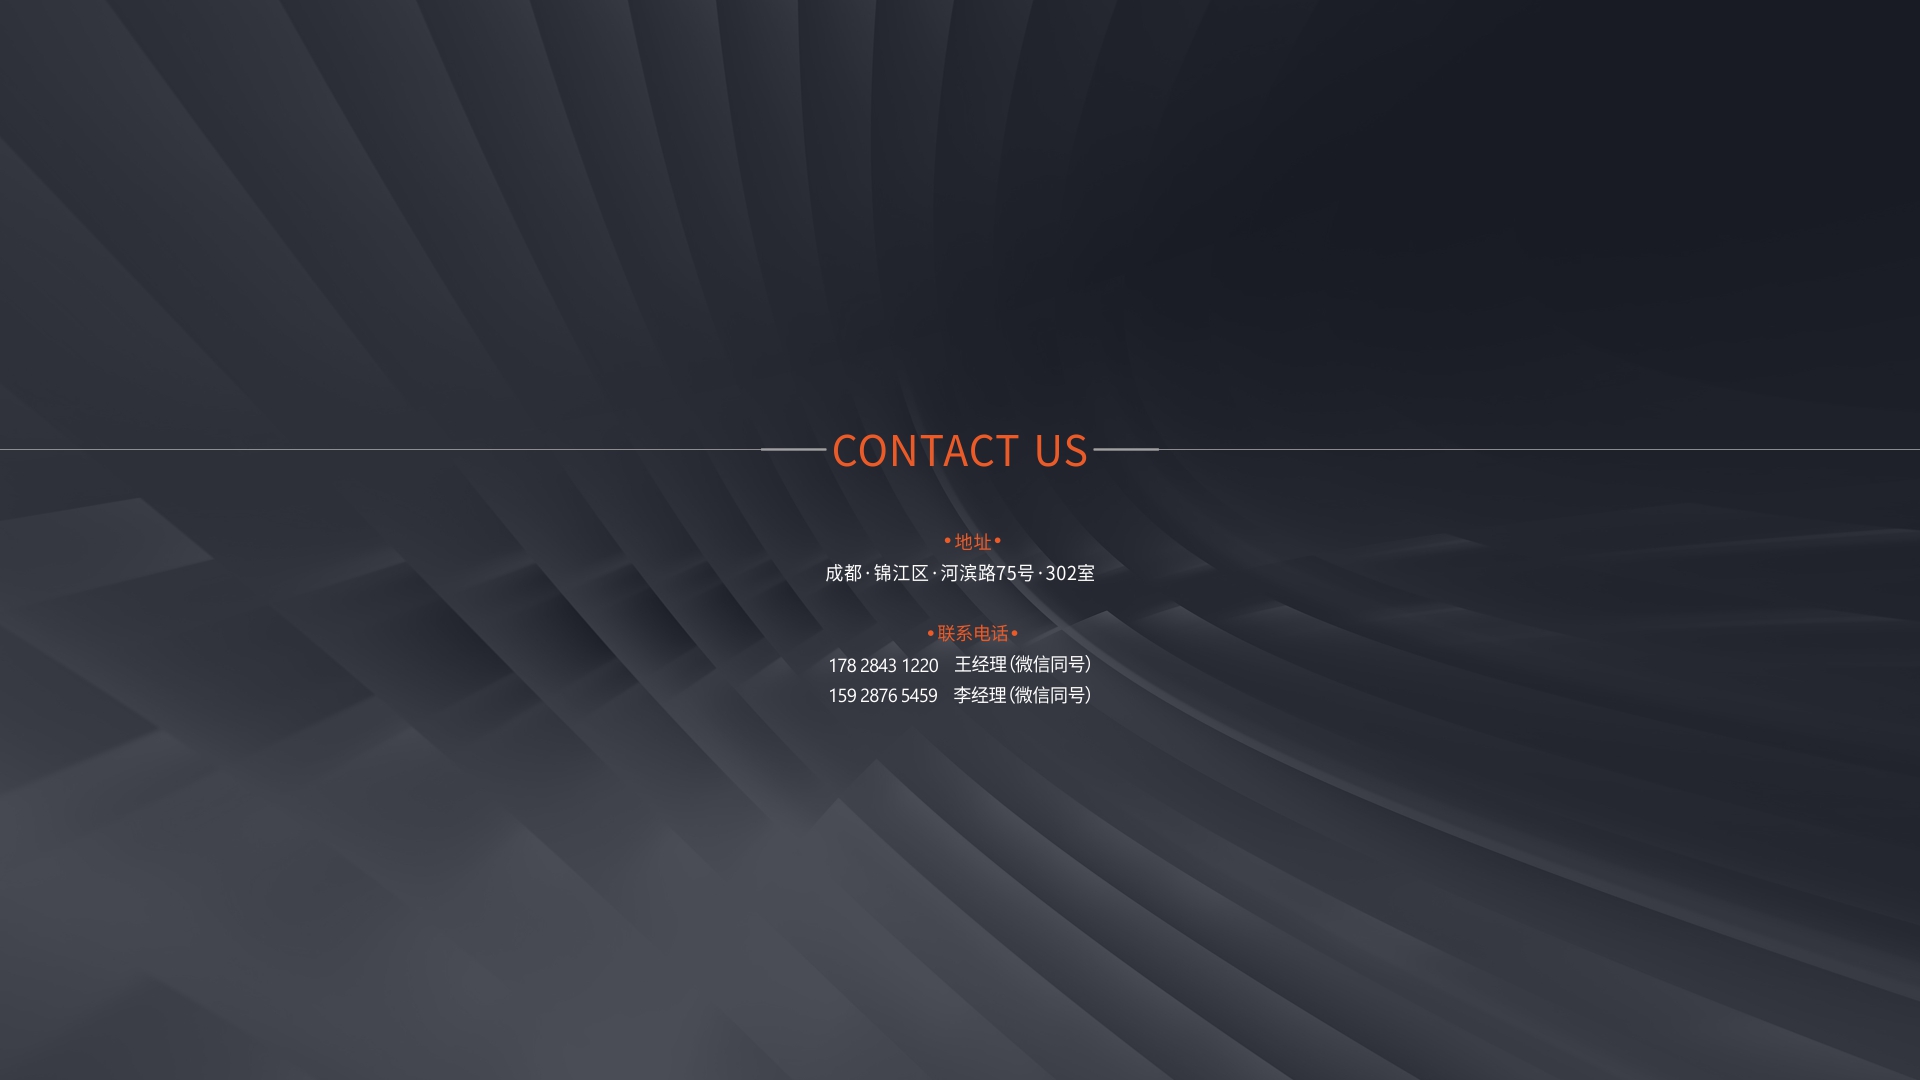 CONTACT US
•地址•
成都·锦江区·河滨路75号·302室
•联系电话•
178 2843 1220 王经理(微信同号)
159 2876 5459 李经理(微信同号)